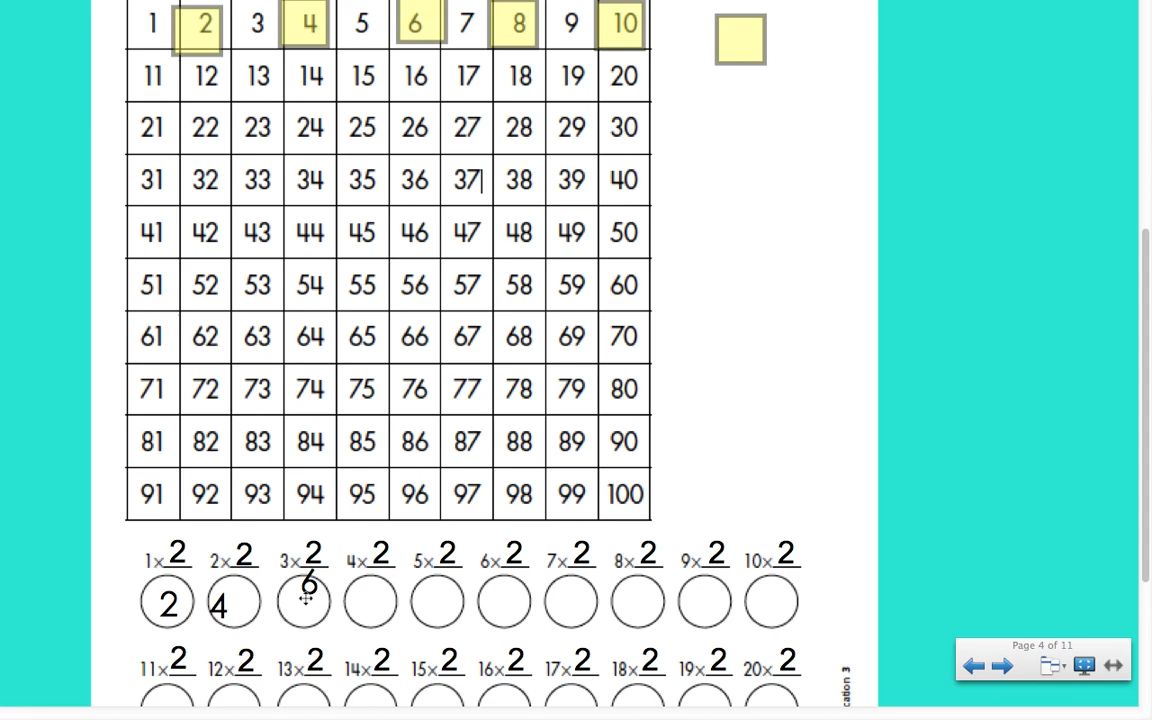 1 2 3 4 5 6 7 8 9 10
11 12 13 14 15 16 17 18 19 20
21 22 23 24 25 26 27 28 29 30
31 32 33 34 35 36 37 38 39 40
41 42 43 44 45 46 47 48 49 50
51 52 53 54 55 56 57 58 59 60
61 62 63 64 65 66 67 68 69 70
71 72 73 74 75 76 77 78 79 80
81 82 83 84 85 86 87 88 89 90
91 92 93 94 95 96 97 98 99 100
1×2 2×2 3×2 4×2 5×2 6×2 7×2 8×2 9×2 10×2
2 4 6
11×2 12×2 13×2 14×2 15×2 16×2 17×2 18×2 19×2 20×2
cation 3
Page 4 of 11